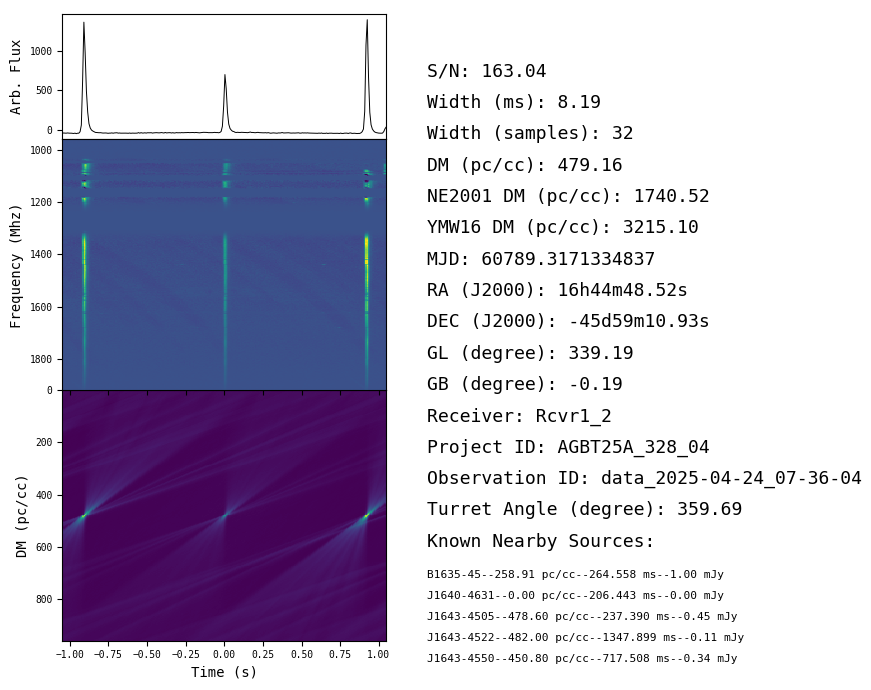 Arb. Flux
1000
500
0
Frequency (Mhz)
1000
1200
1400
1600
1800
DM (pc/cc)
0
200
400
600
800
−1.00 −0.75 −0.50 −0.25 0.00 0.25 0.50 0.75 1.00
Time (s)
S/N: 163.04
Width (ms): 8.19
Width (samples): 32
DM (pc/cc): 479.16
NE2001 DM (pc/cc): 1740.52
YMW16 DM (pc/cc): 3215.10
MJD: 60789.3171334837
RA (J2000): 16h44m48.52s
DEC (J2000): -45d59m10.93s
GL (degree): 339.19
GB (degree): -0.19
Receiver: Rcvr1_2
Project ID: AGBT25A_328_04
Observation ID: data_2025-04-24_07-36-04
Turret Angle (degree): 359.69
Known Nearby Sources:
B1635-45--258.91 pc/cc--264.558 ms--1.00 mJy
J1640-4631--0.00 pc/cc--206.443 ms--0.00 mJy
J1643-4505--478.60 pc/cc--237.390 ms--0.45 mJy
J1643-4522--482.00 pc/cc--1347.899 ms--0.11 mJy
J1643-4550--450.80 pc/cc--717.508 ms--0.34 mJy